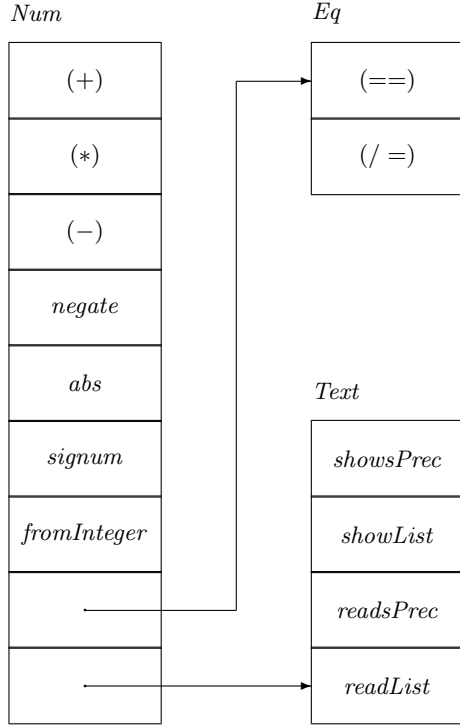 Num
(+)
(∗)
(−)
negate
abs
signum
fromInteger
Eq
(==)
(/ =)
Text
showsPrec
showList
readsPrec
readList